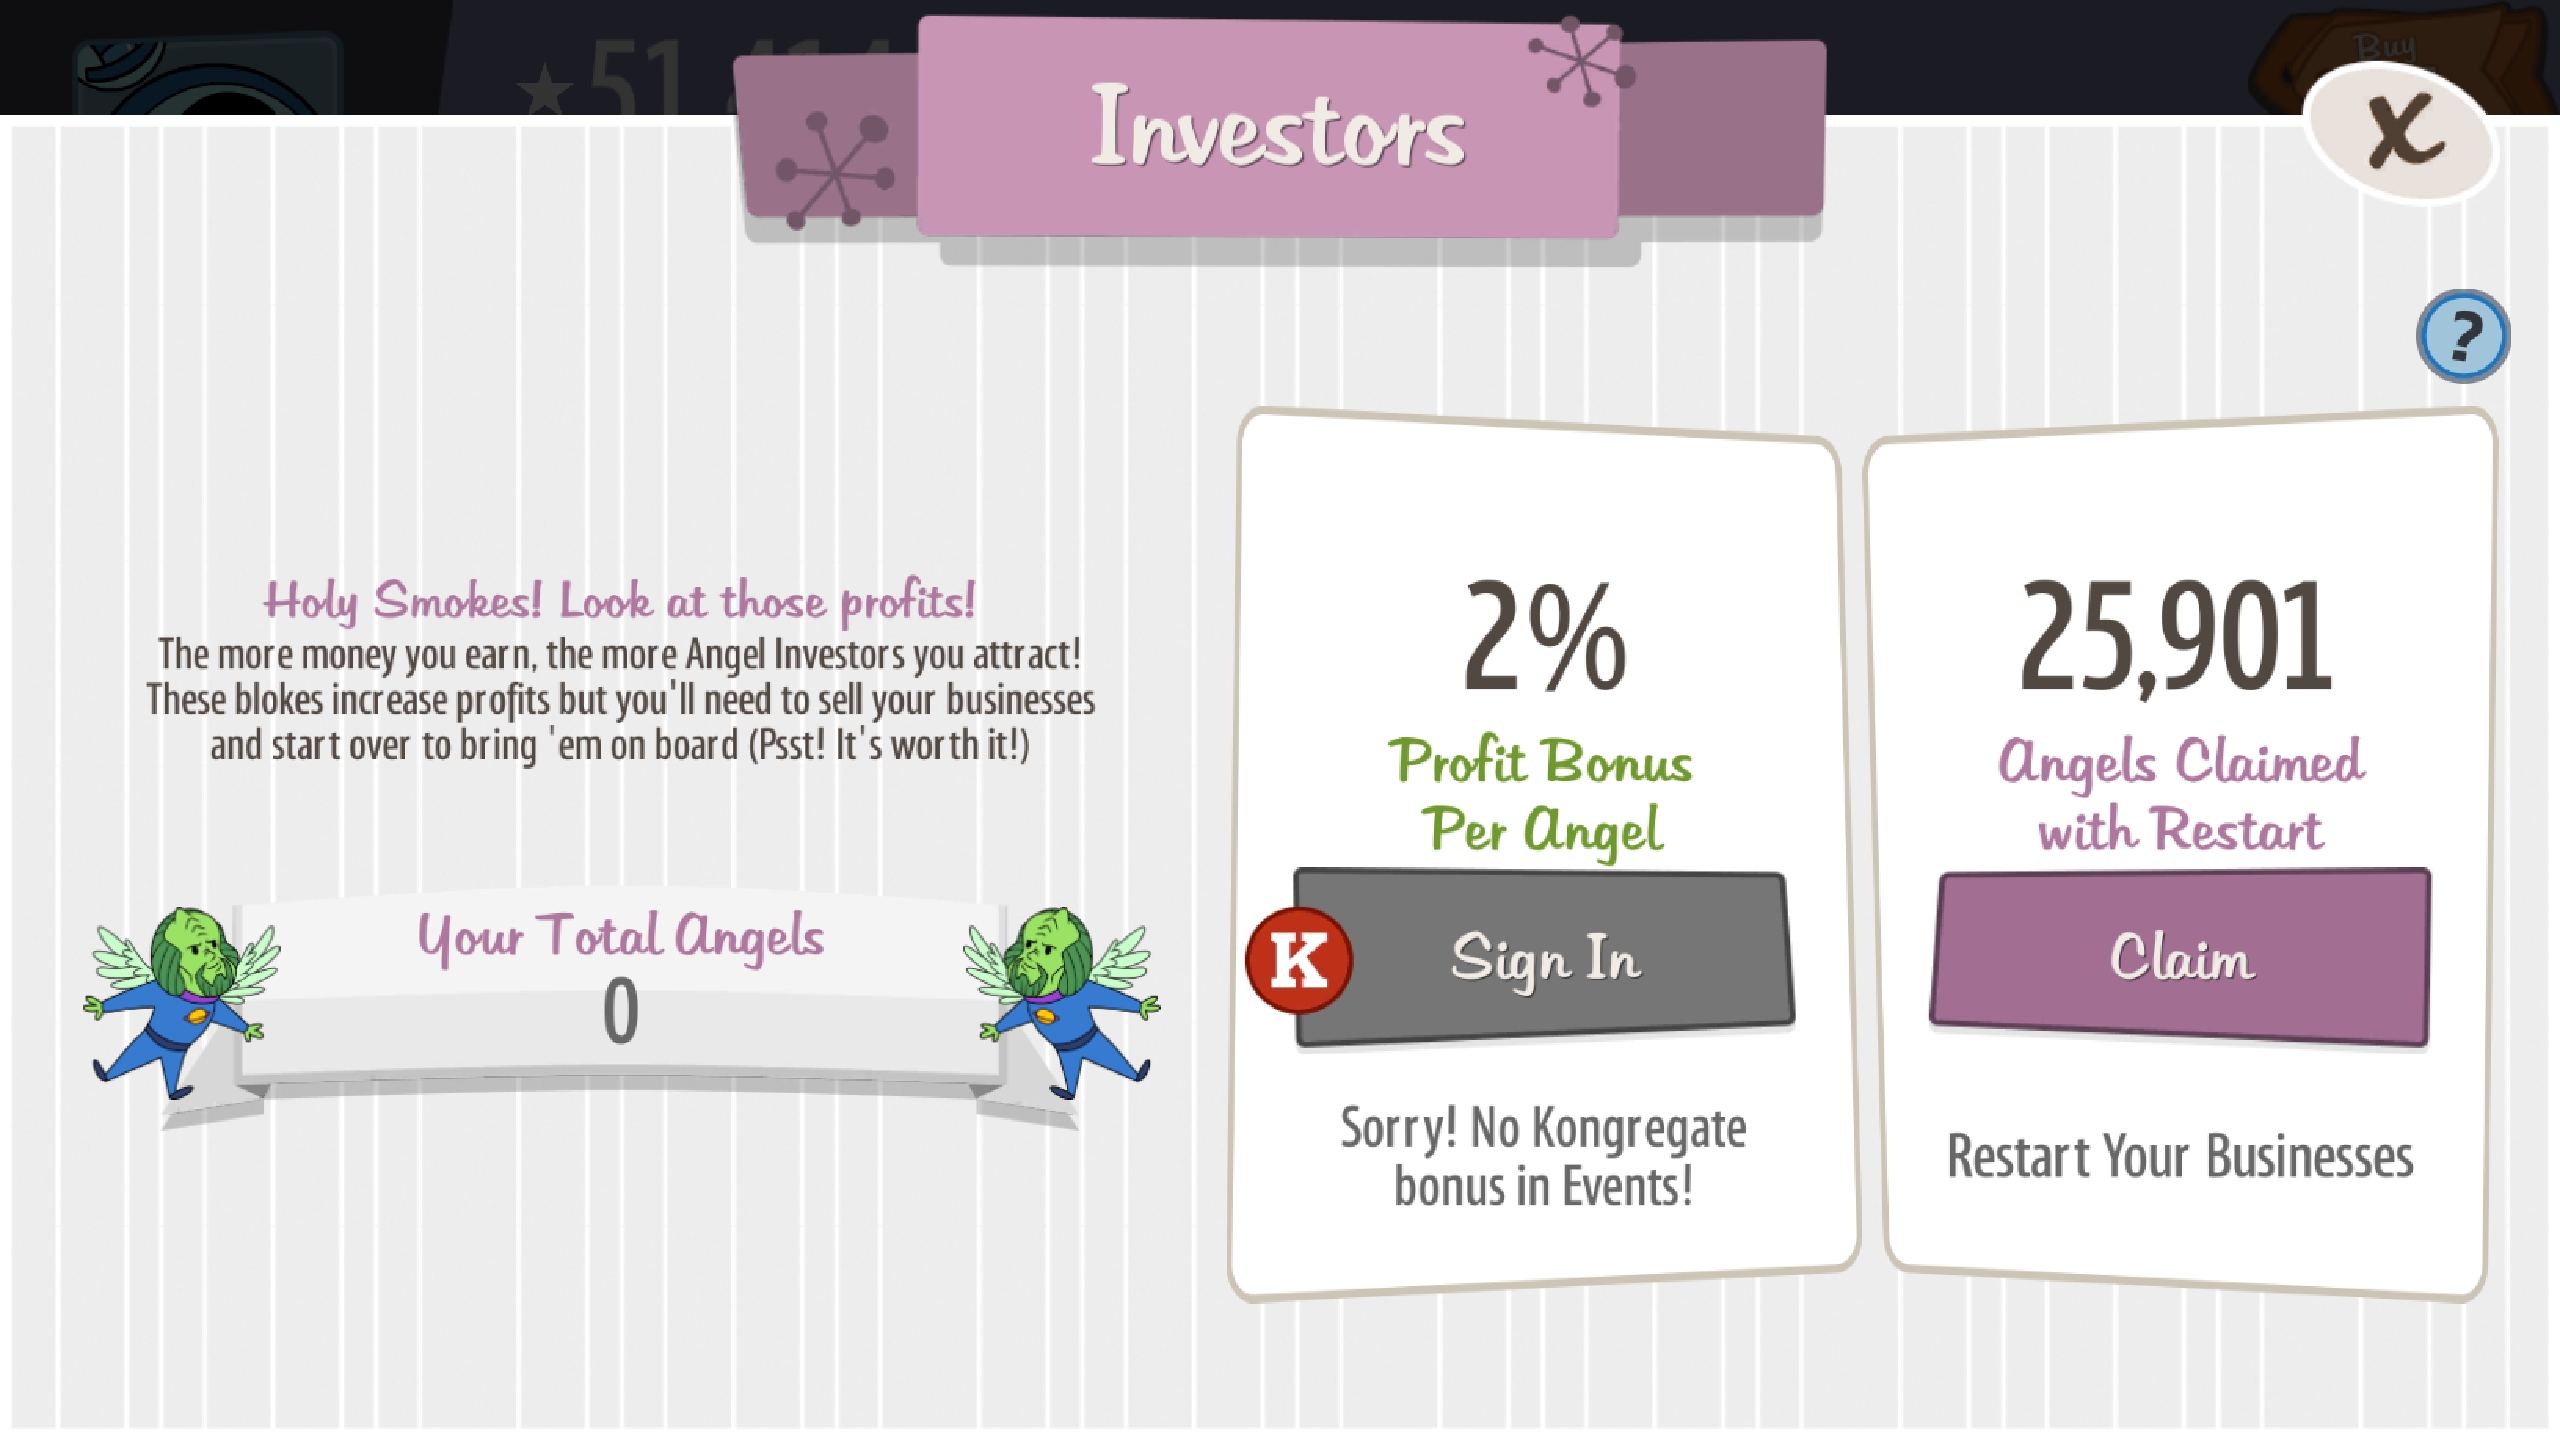 Buy
Investors
X
?
Holy Smokes! Look at those profits!
The more money you earn, the more Angel Investors you attract!
These blokes increase profits but you'll need to sell your businesses
and start over to bring 'em on board (Psst! It's worth it!)
Your Total Angels
0
2%
Profit Bonus
Per Angel
K
Sign In
Sorry! No Kongregate
bonus in Events!
25,901
Angels Claimed
with Restart
Claim
Restart Your Businesses